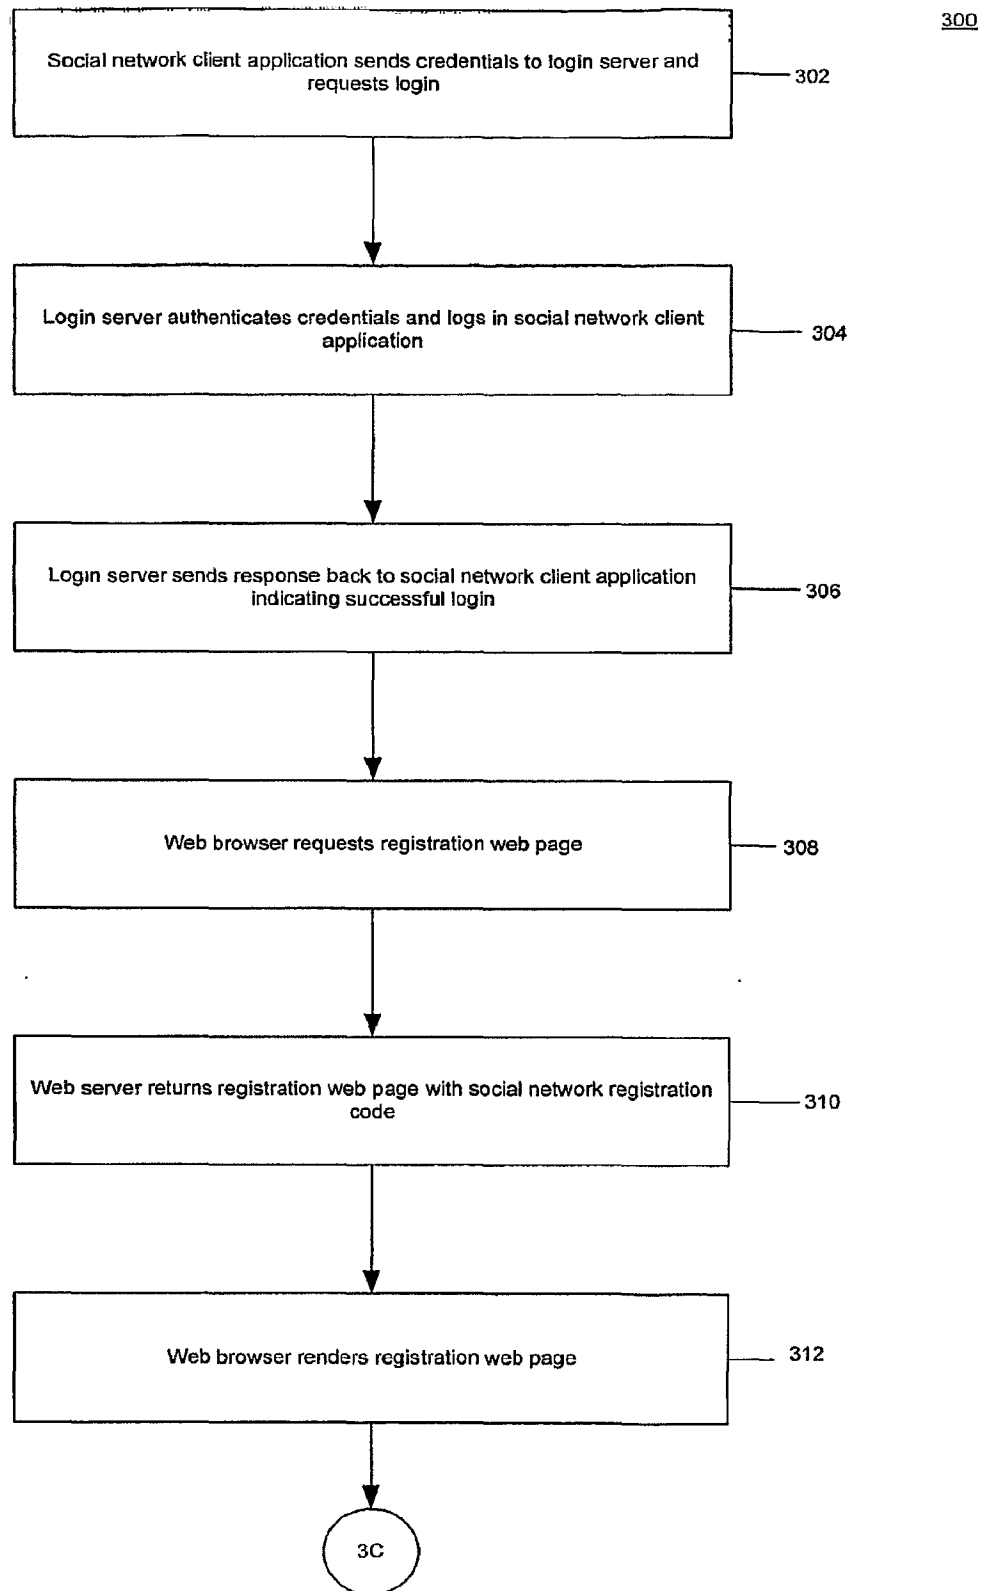 300
Social network client application sends credentials to login server and
requests login
302
Login server authenticates credentials and logs in social network client
application
304
Login server sends response back to social network client application
indicating successful login
306
Web browser requests registration web page
308
Web server returns registration web page with social network registration
code
310
Web browser renders registration web page
312
3C